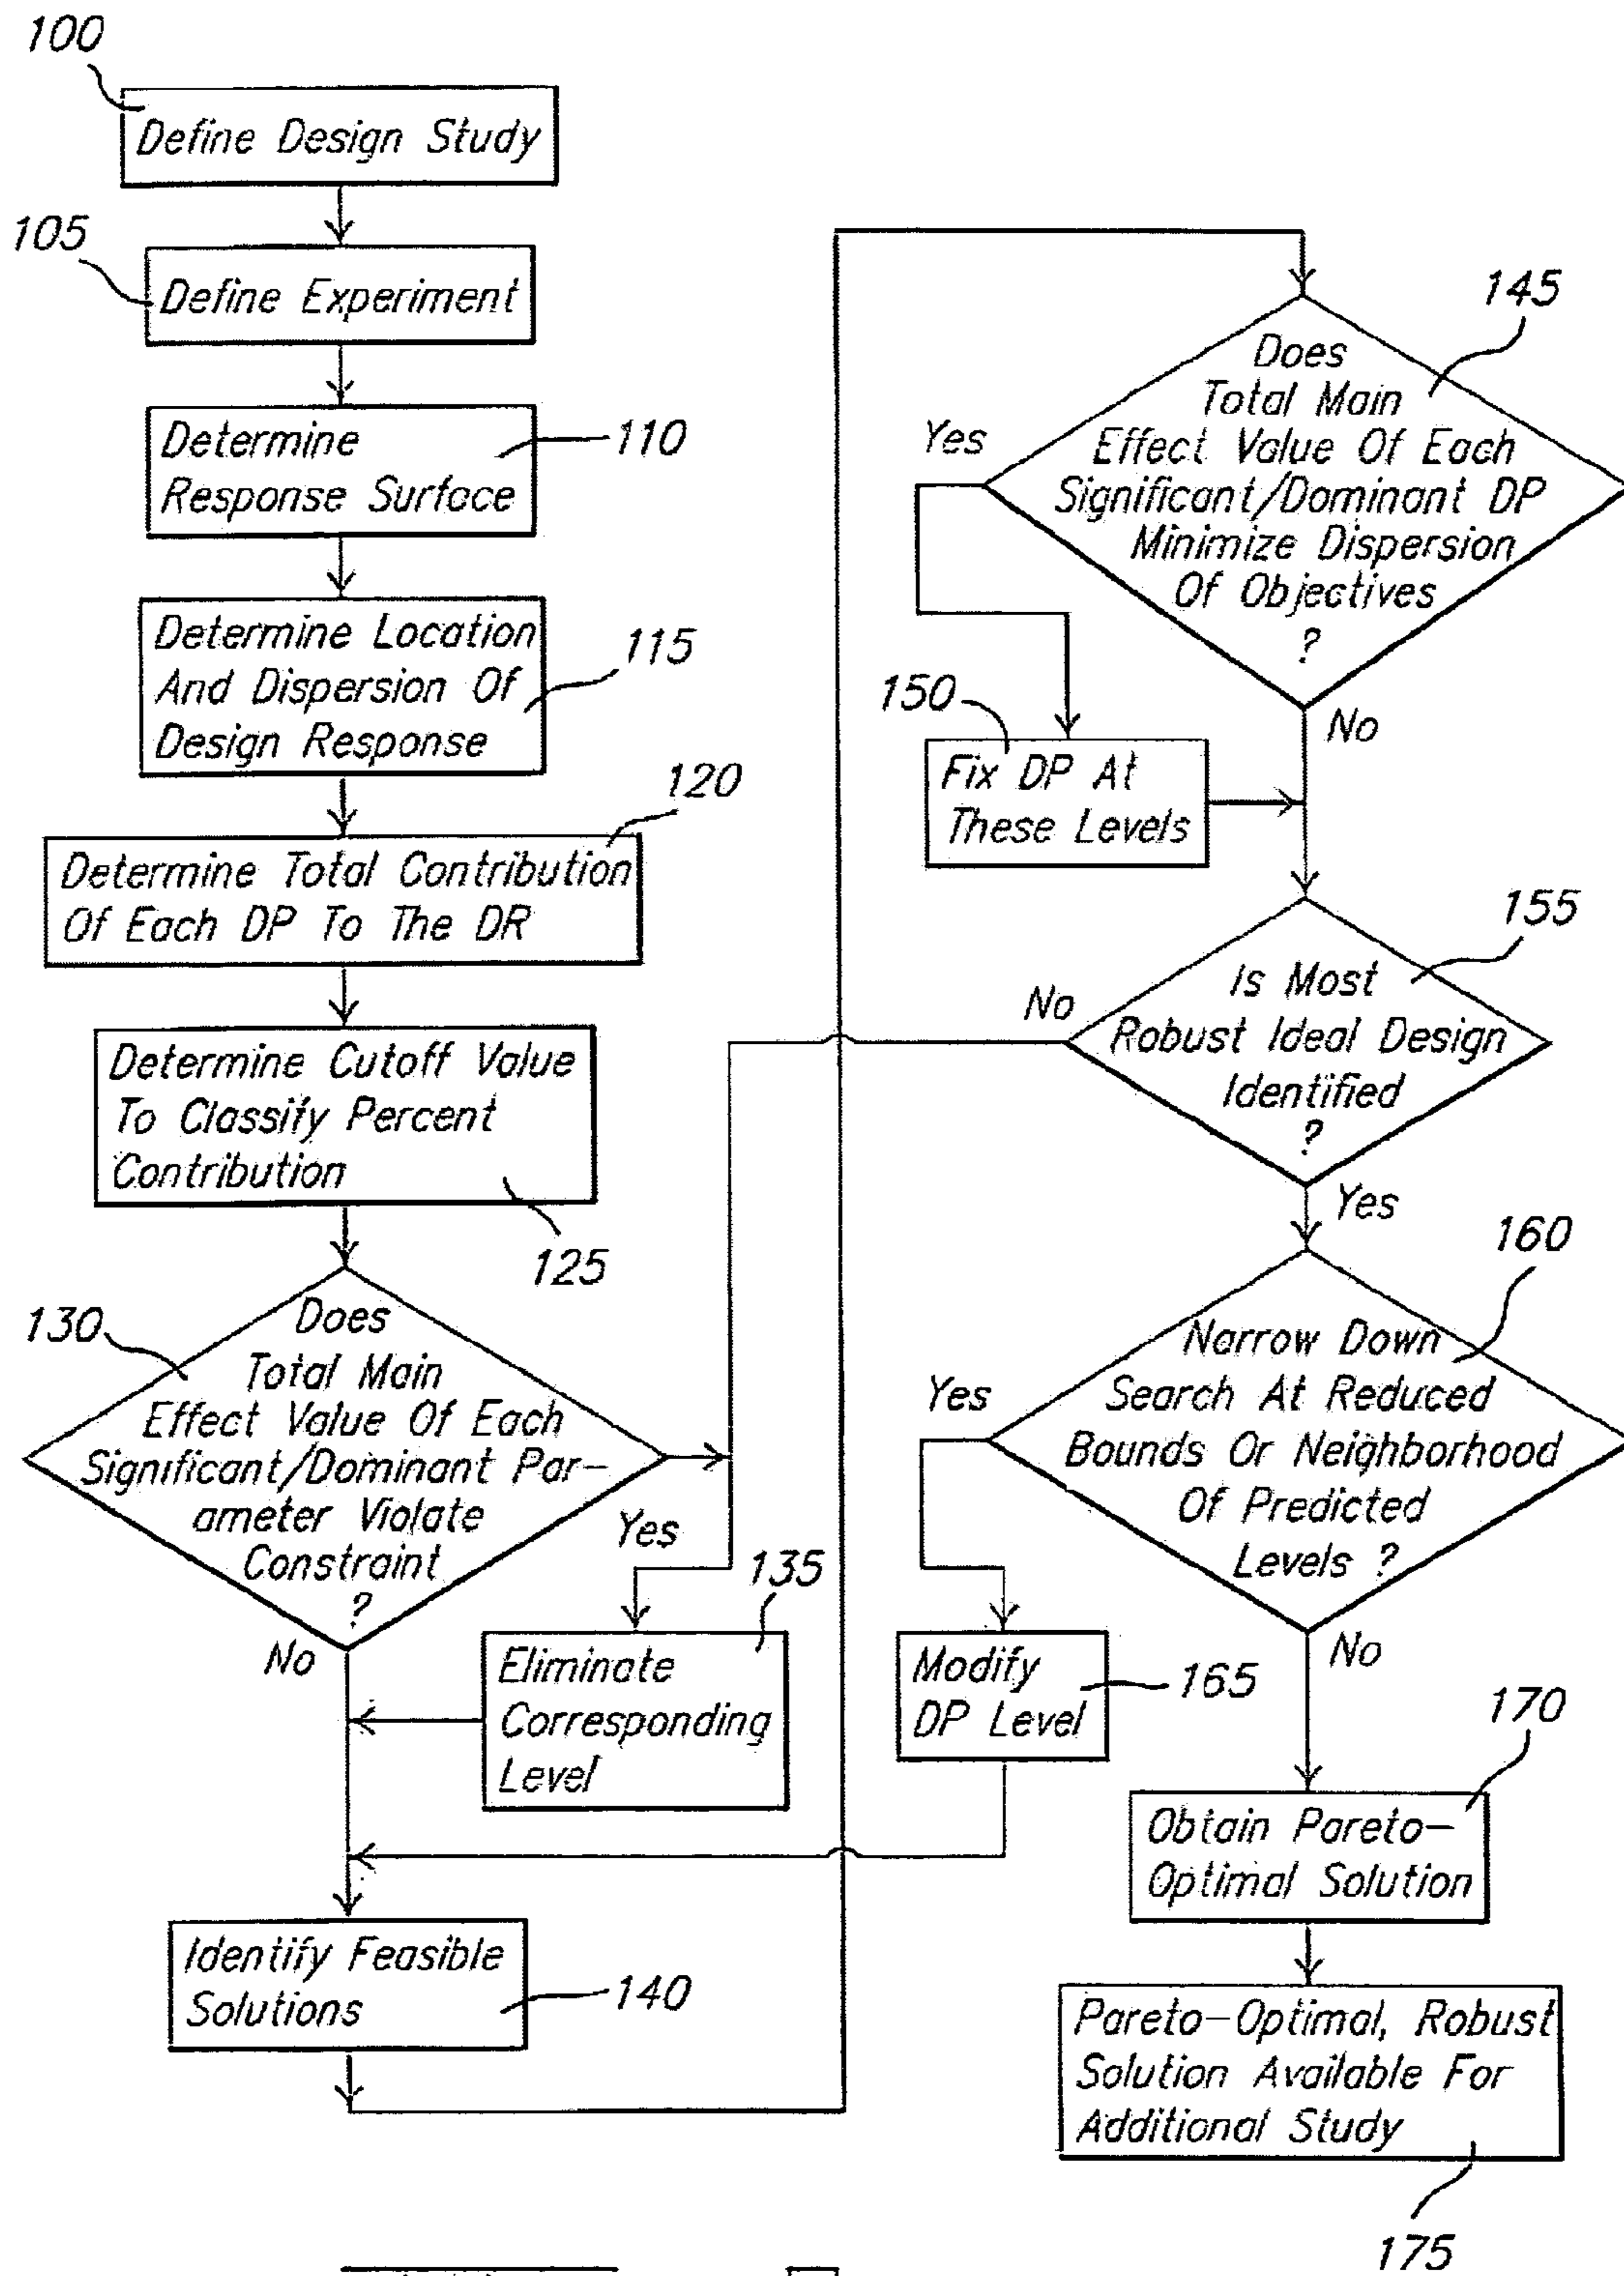 100
Define Design Study
105
Define Experiment
Determine
Response Surface
110
Determine Location
And Dispersion Of
Design Response
115
120
Determine Total Contribution
Of Each DP To The DR
Determine Cutoff Value
To Classify Percent
Contribution
125
130
Does
Total Main
Effect Value Of Each
Significant/Dominant Par-
ameter Violate
Constraint
?
Yes
No
135
Eliminate
Corresponding
Level
Identify Feasible
Solutions
140
145
Does
Total Main
Effect Value Of Each
Significant/Dominant DP
Minimize Dispersion
Of Objectives
?
Yes
No
150
Fix DP At
These Levels
155
Is Most
Robust Ideal Design
Identified
?
No
Yes
160
Narrow Down
Search At Reduced
Bounds Or Neighborhood
Of Predicted
Levels ?
Yes
No
Modify
DP Level
165
170
Obtain Pareto-
Optimal Solution
Pareto-Optimal, Robust
Solution Available For
Additional Study
175